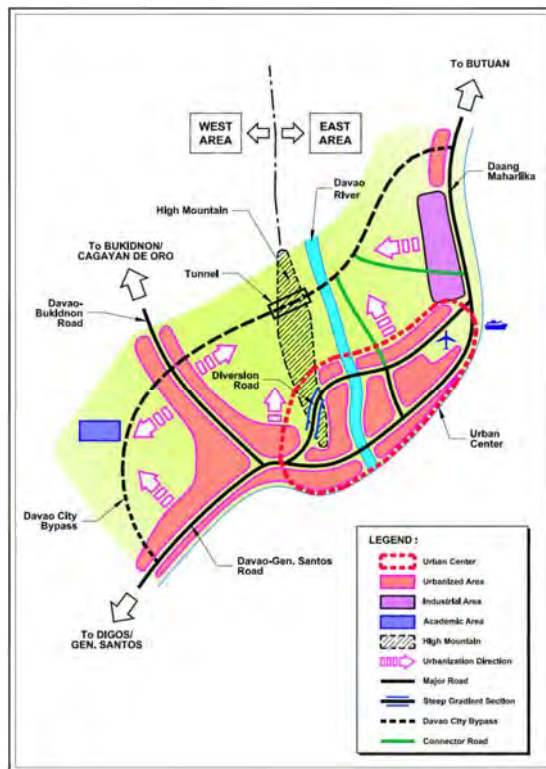 To BUTUAN
WEST
AREA
EAST
AREA
Davao
River
Daang
Maharlika
High Mountain
To BUKIDNON/
CAGAYAN DE ORO
Tunnel
Davao-
Bukidnon
Road
Diversion
Road
Urban
Center
Davao City
Bypass
Davao-Gen. Santos
Road
To DIGOS/
GEN. SANTOS
LEGEND :
Urban Center
Urbanized Area
Industrial Area
Academic Area
High Mountain
Urbanization Direction
Major Road
Steep Gradient Section
Davao City Bypass
Connector Road